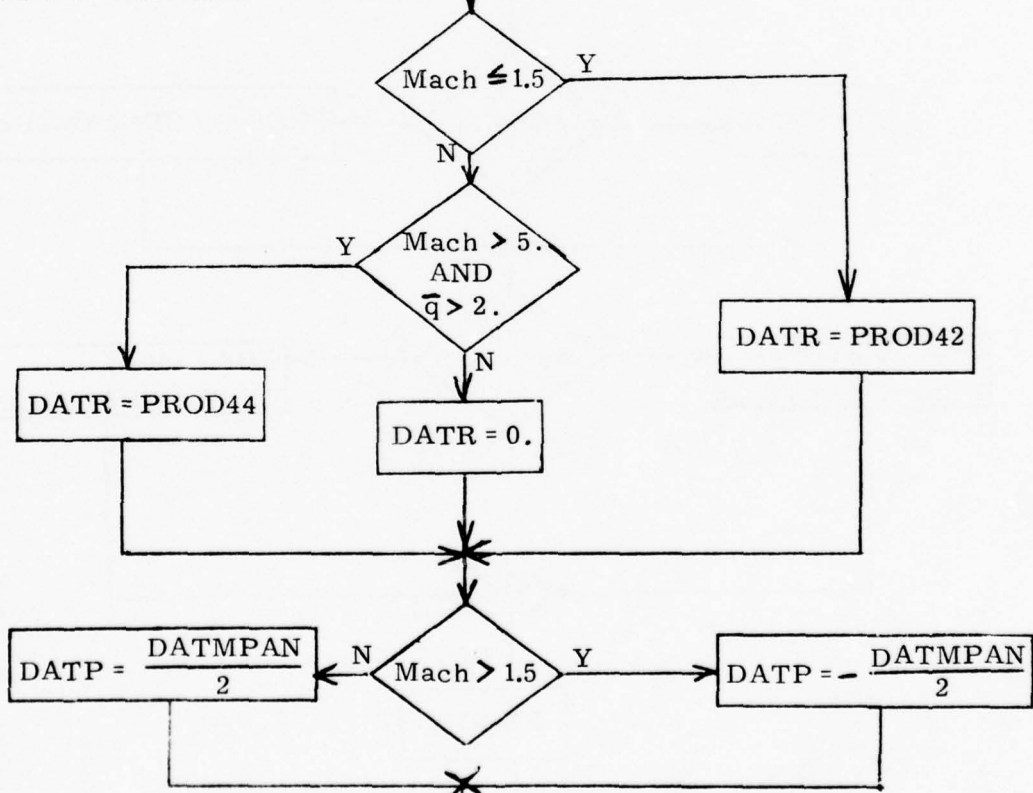 Mach ≦ 1.5
Y
N
Mach > 5.
AND
q̅ > 2.
Y
N
DATR = PROD42
DATR = PROD44
DATR = 0.
DATP = DATMPAN
2
N
Mach > 1.5
Y
DATP = - DATMPAN
2